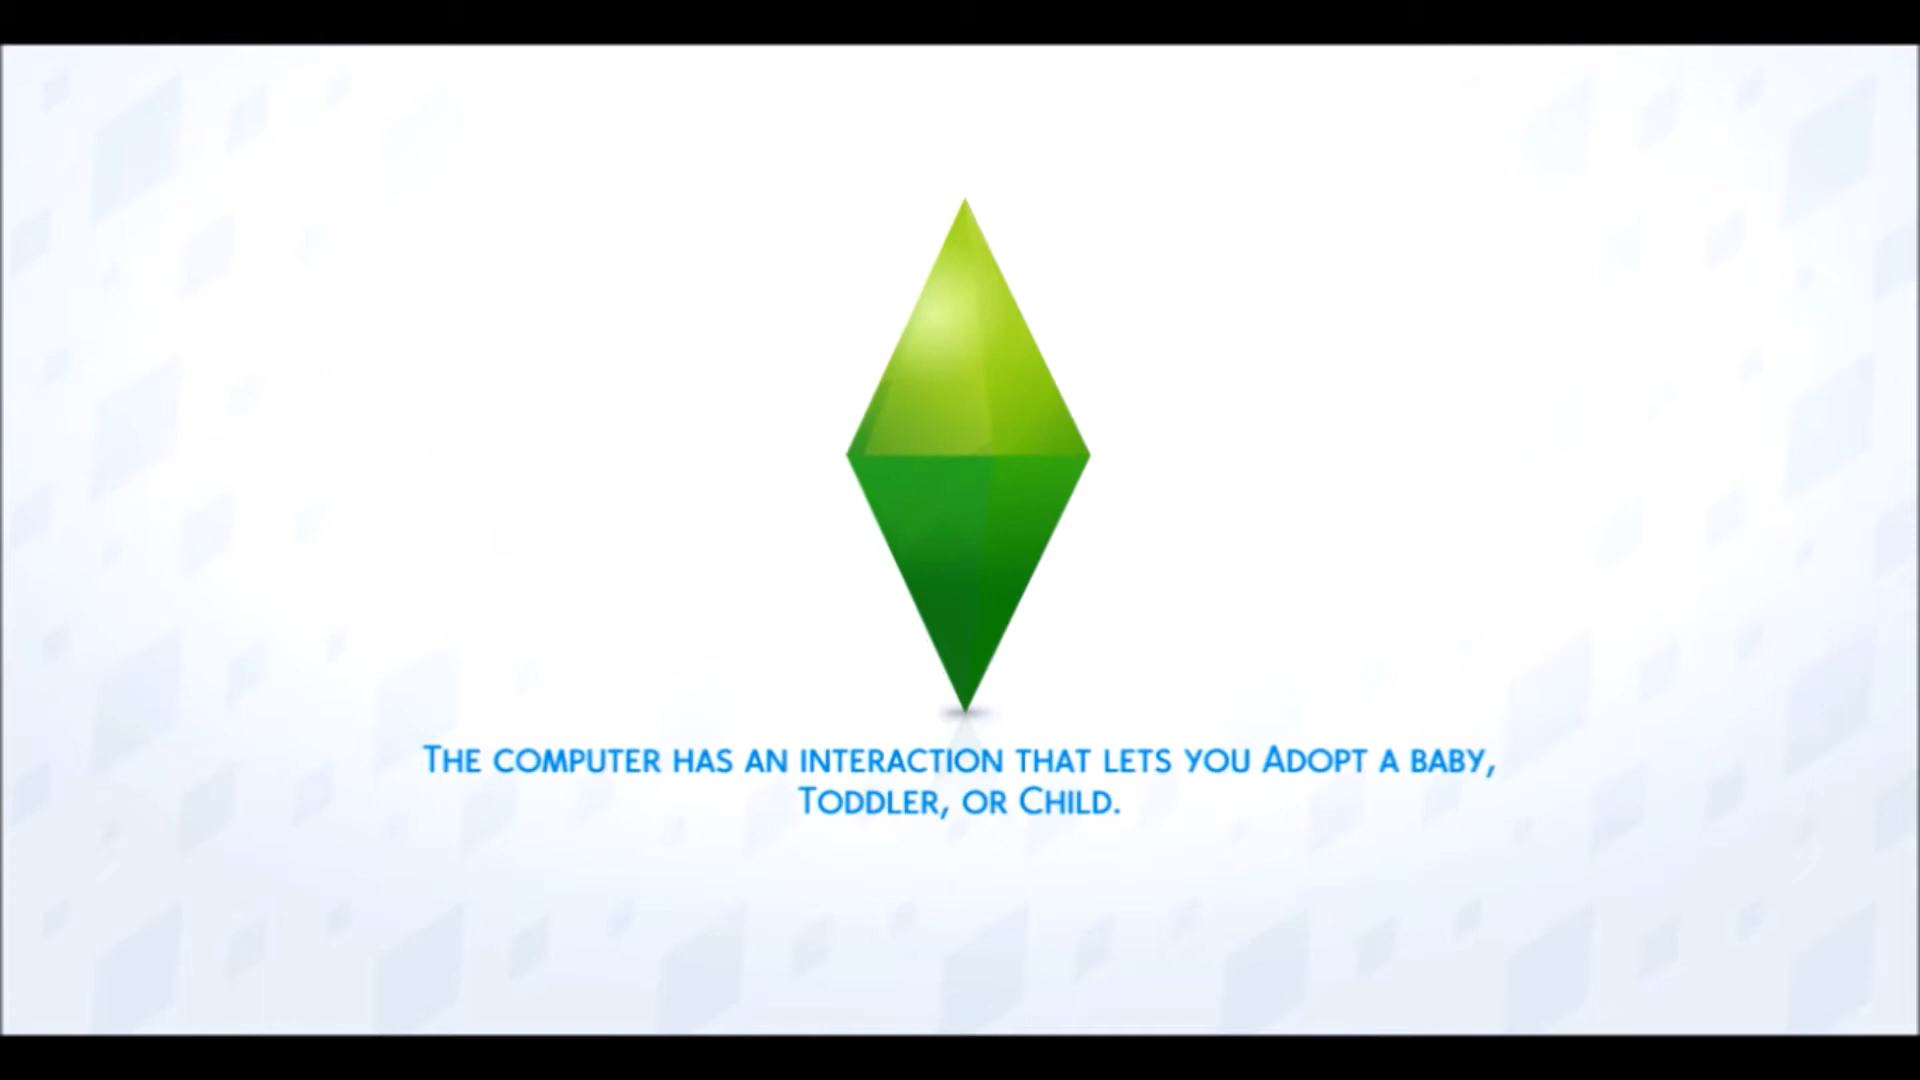 The computer has an interaction that lets you Adopt a baby,
Toddler, or Child.